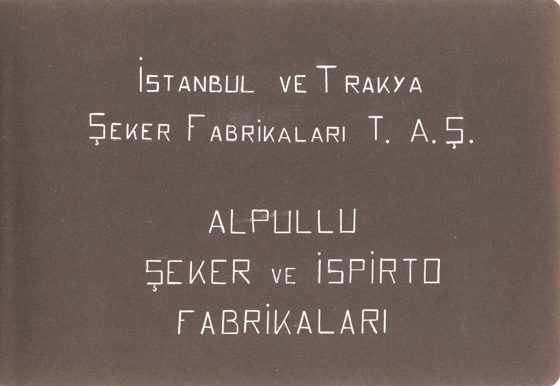 İSTANBUL VE TRAKYA
ŞEKER FABRİKALARI T. A. Ş.
ALPULLU
ŞEKER VE İSPİRTO
FABRİKALARI